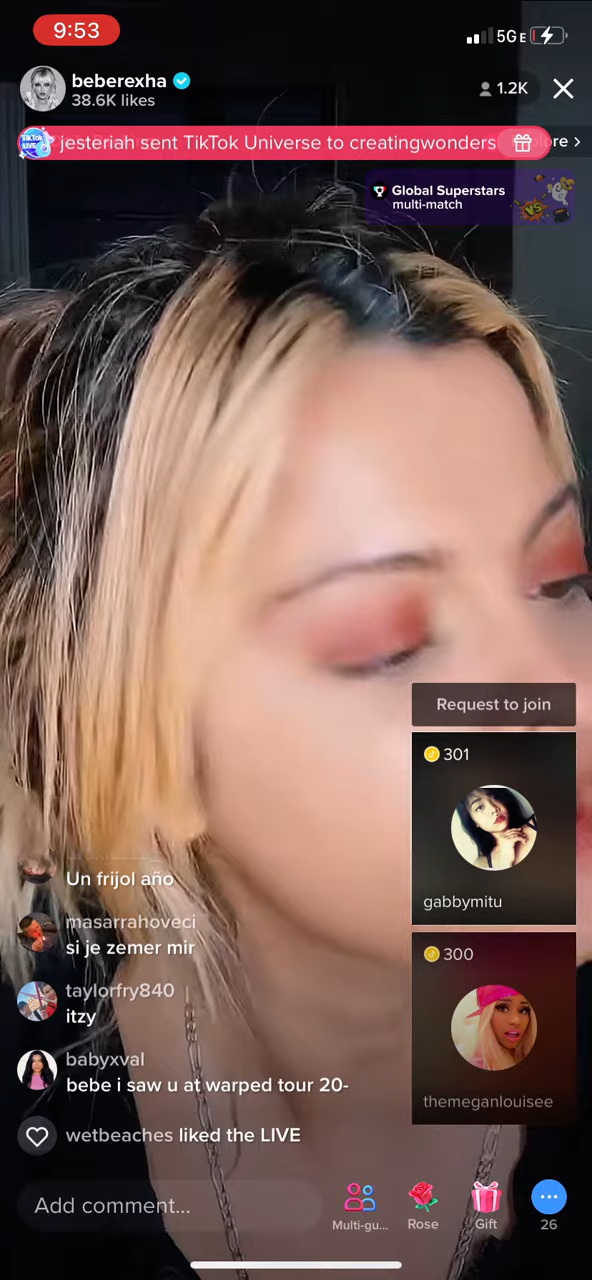 9:53
5G E
beberexha
38.6K likes
1.2K
jesteriah sent TikTok Universe to creatingwonders
ore >
Global Superstars
multi-match
VS
Request to join
301
gabbymitu
300
themeganlouisee
Un frijol año
masarrahoveci
si je zemer mir
taylorfry840
itzy
babyxval
bebe i saw u at warped tour 20-
wetbeaches liked the LIVE
Add comment...
Multi-gu...
Rose
Gift
26